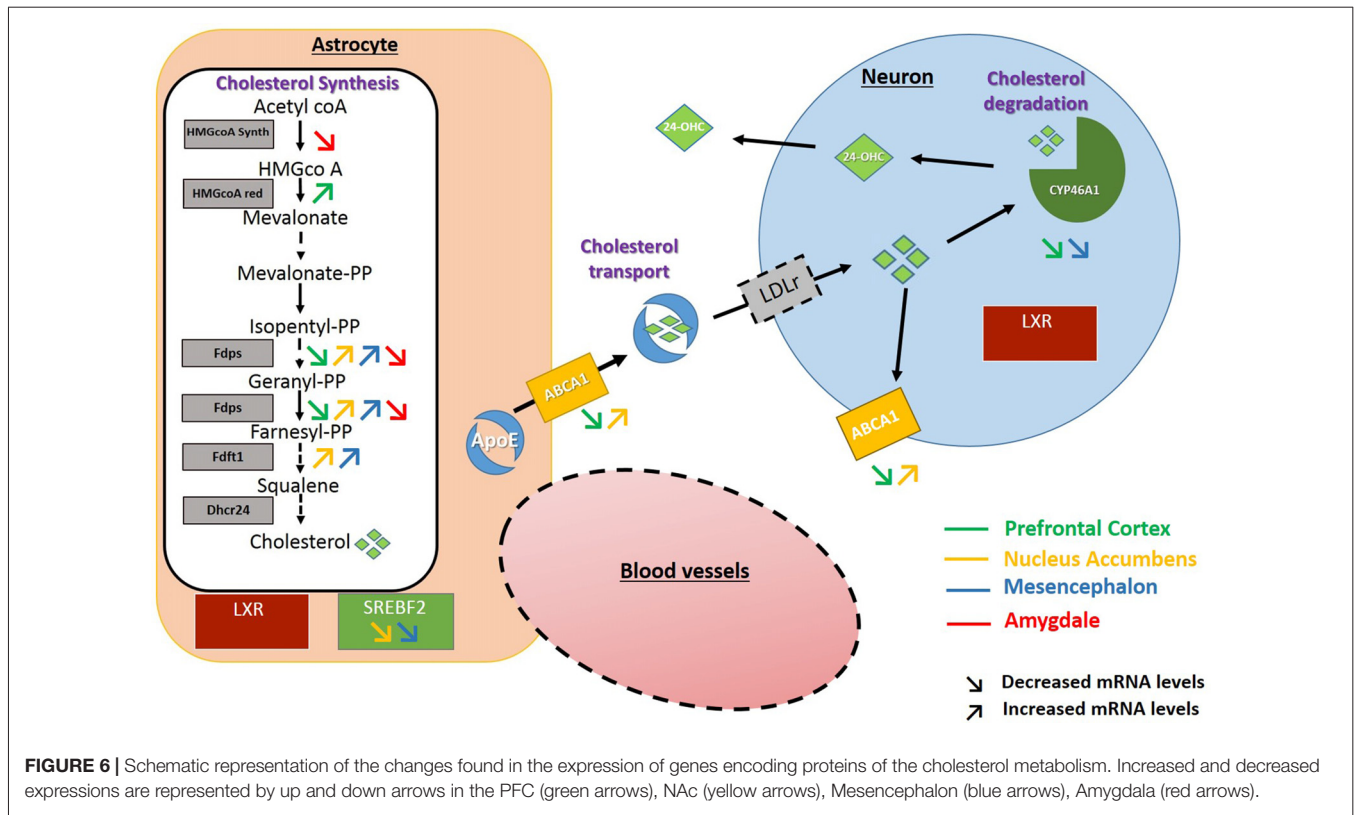 Astrocyte
Cholesterol Synthesis
Acetyl coA
HMGcoA Synth
HMGco A
HMGcoA red
Mevalonate
Mevalonate-PP
Isopentyl-PP
Fdps
Geranyl-PP
Fdps
Farnesyl-PP
Fdft1
Squalene
Dhcr24
Cholesterol
LXR
SREBF2
ApoE
ABCA1
Cholesterol
transport
LDLr
Neuron
Cholesterol
degradation
24-OHC
24-OHC
CYP46A1
LXR
ABCA1
Blood vessels
Prefrontal Cortex
Nucleus Accumbens
Mesencephalon
Amygdale
Decreased mRNA levels
Increased mRNA levels
FIGURE 6 | Schematic representation of the changes found in the expression of genes encoding proteins of the cholesterol metabolism. Increased and decreased
expressions are represented by up and down arrows in the PFC (green arrows), NAc (yellow arrows), Mesencephalon (blue arrows), Amygdala (red arrows).